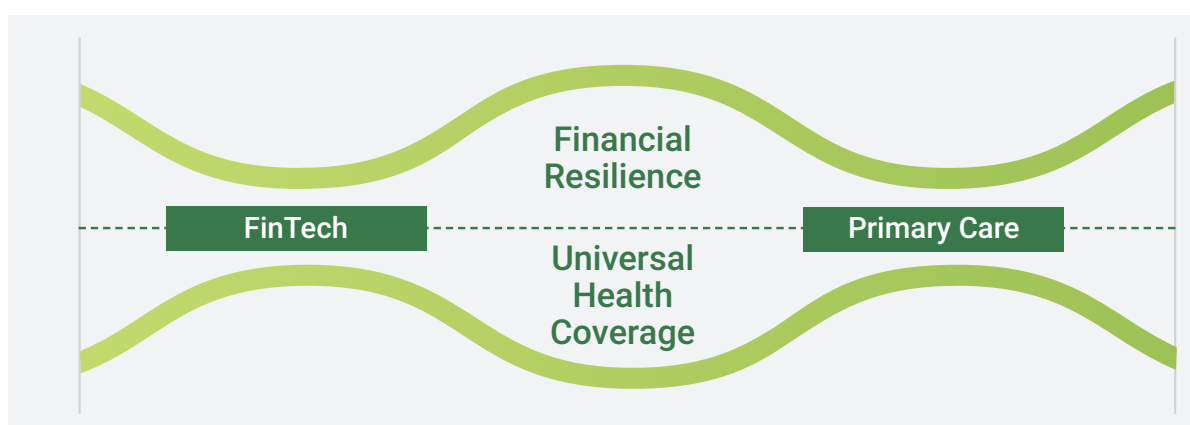 Financial
Resilience
FinTech
Primary Care
Universal
Health
Coverage